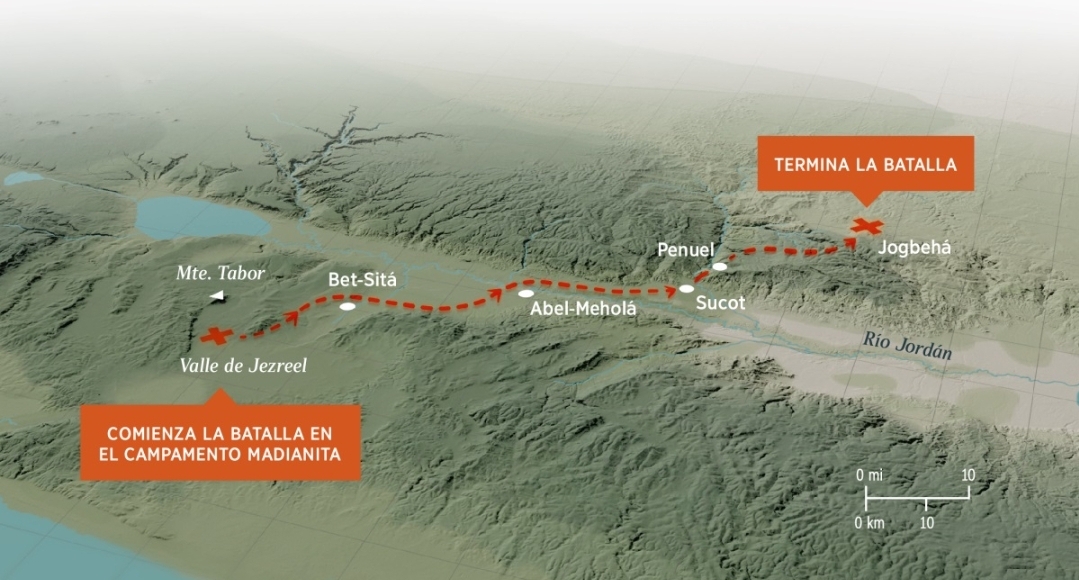 TERMINA LA BATALLA
Jogbehá
Penuel
Sucot
Mte. Tabor
Bet-Sitá
Abel-Meholá
Río Jordán
Valle de Jezreel
COMIENZA LA BATALLA EN
EL CAMPAMENTO MADIANITA
0 mi 10
0 km 10